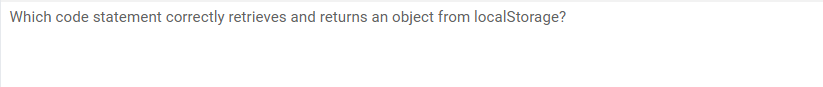 Which code statement correctly retrieves and returns an object from localStorage?